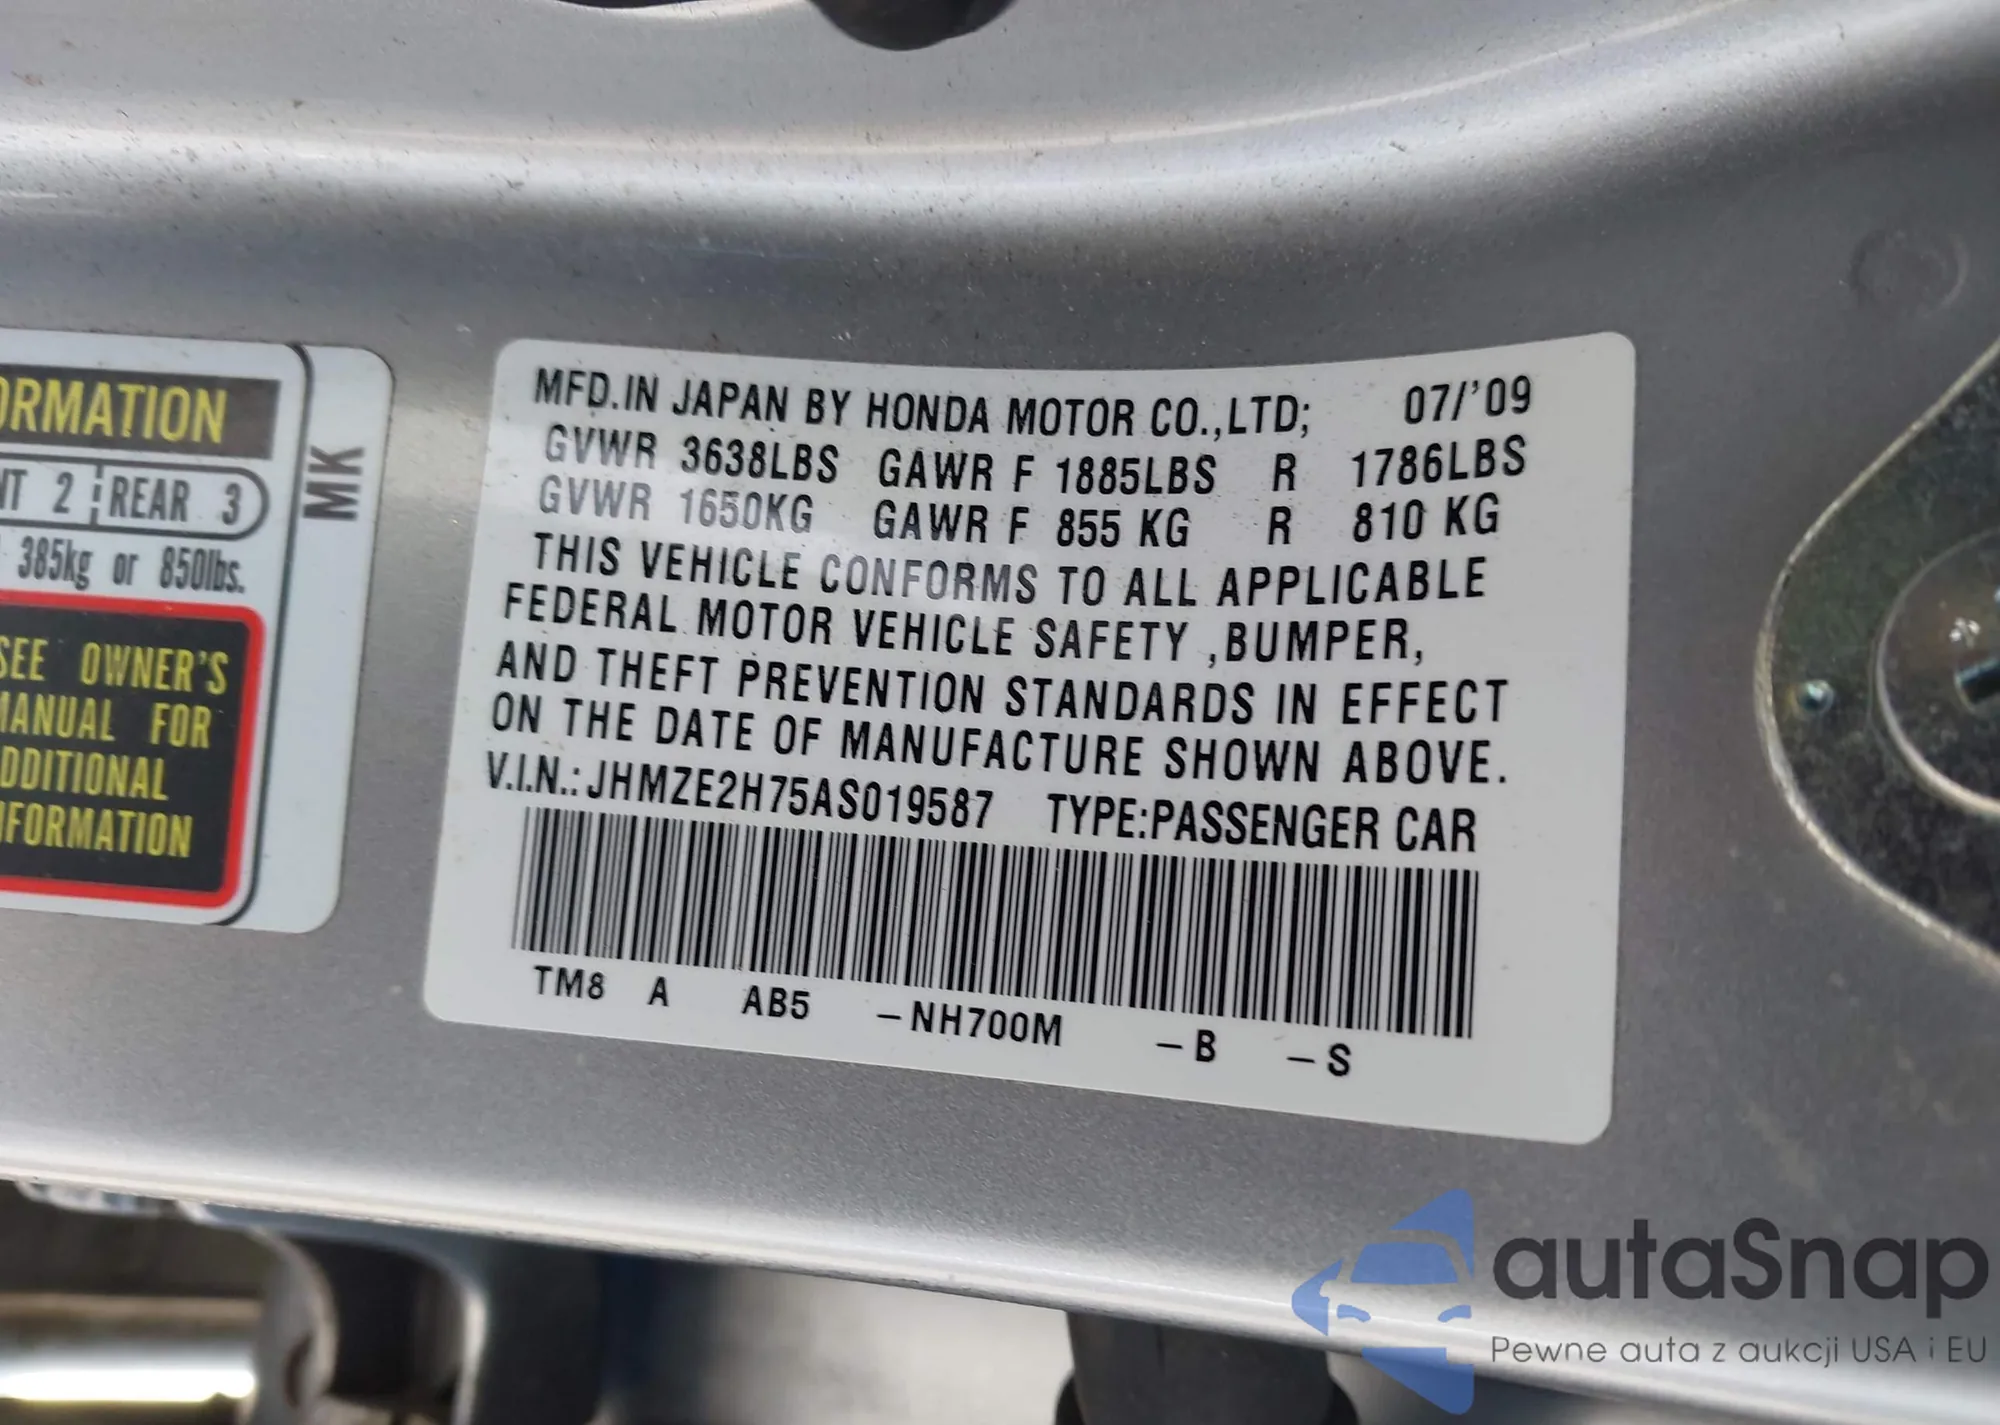 ORMATION
NT 2 REAR 3
385kg or 850lbs.
SEE OWNER'S
MANUAL FOR
DDITIONAL
NFORMATION
MK
MFD.IN JAPAN BY HONDA MOTOR CO.,LTD; 07/'09
GVWR 3638LBS GAWR F 1885LBS R 1786LBS
GVWR 1650KG GAWR F 855 KG R 810 KG
THIS VEHICLE CONFORMS TO ALL APPLICABLE
FEDERAL MOTOR VEHICLE SAFETY ,BUMPER,
AND THEFT PREVENTION STANDARDS IN EFFECT
ON THE DATE OF MANUFACTURE SHOWN ABOVE.
V.I.N.: JHMZE2H75AS019587 TYPE:PASSENGER CAR
TM8 A AB5 -NH700M -B -S
autaSnap
Pewne auta z aukcji USA i EU